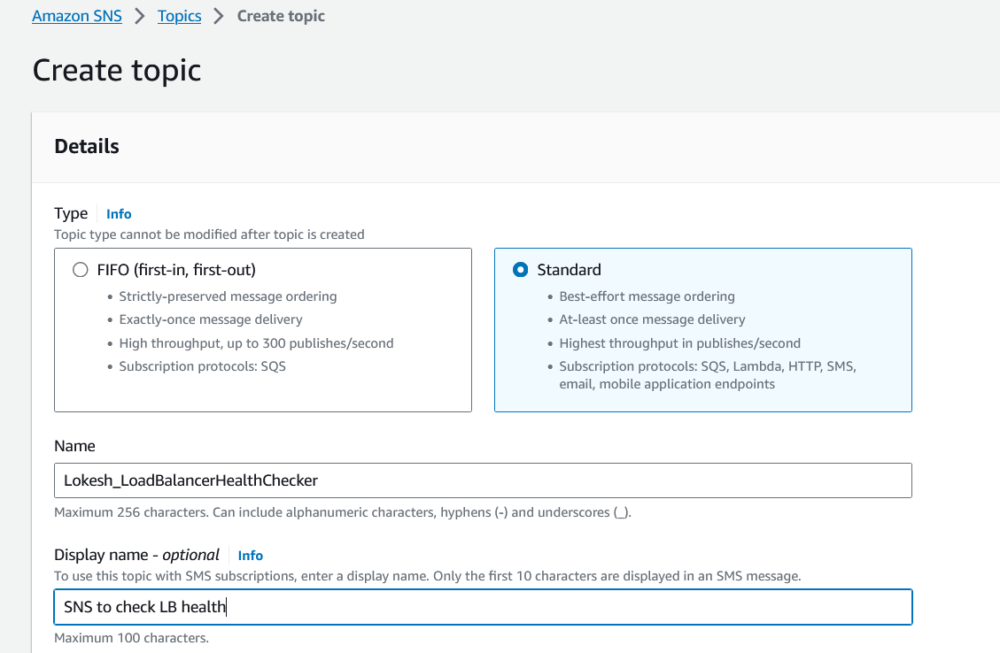 Amazon SNS > Topics > Create topic
Create topic
Details
Type Info
Topic type cannot be modified after topic is created
FIFO (first-in, first-out)
• Strictly-preserved message ordering
• Exactly-once message delivery
• High throughput, up to 300 publishes/second
• Subscription protocols: SQS
Standard
• Best-effort message ordering
• At-least once message delivery
• Highest throughput in publishes/second
• Subscription protocols: SQS, Lambda, HTTP, SMS,
email, mobile application endpoints
Name
Lokesh_LoadBalancerHealthChecker
Maximum 256 characters. Can include alphanumeric characters, hyphens (-) and underscores (_).
Display name - optional Info
To use this topic with SMS subscriptions, enter a display name. Only the first 10 characters are displayed in an SMS message.
SNS to check LB health
Maximum 100 characters.